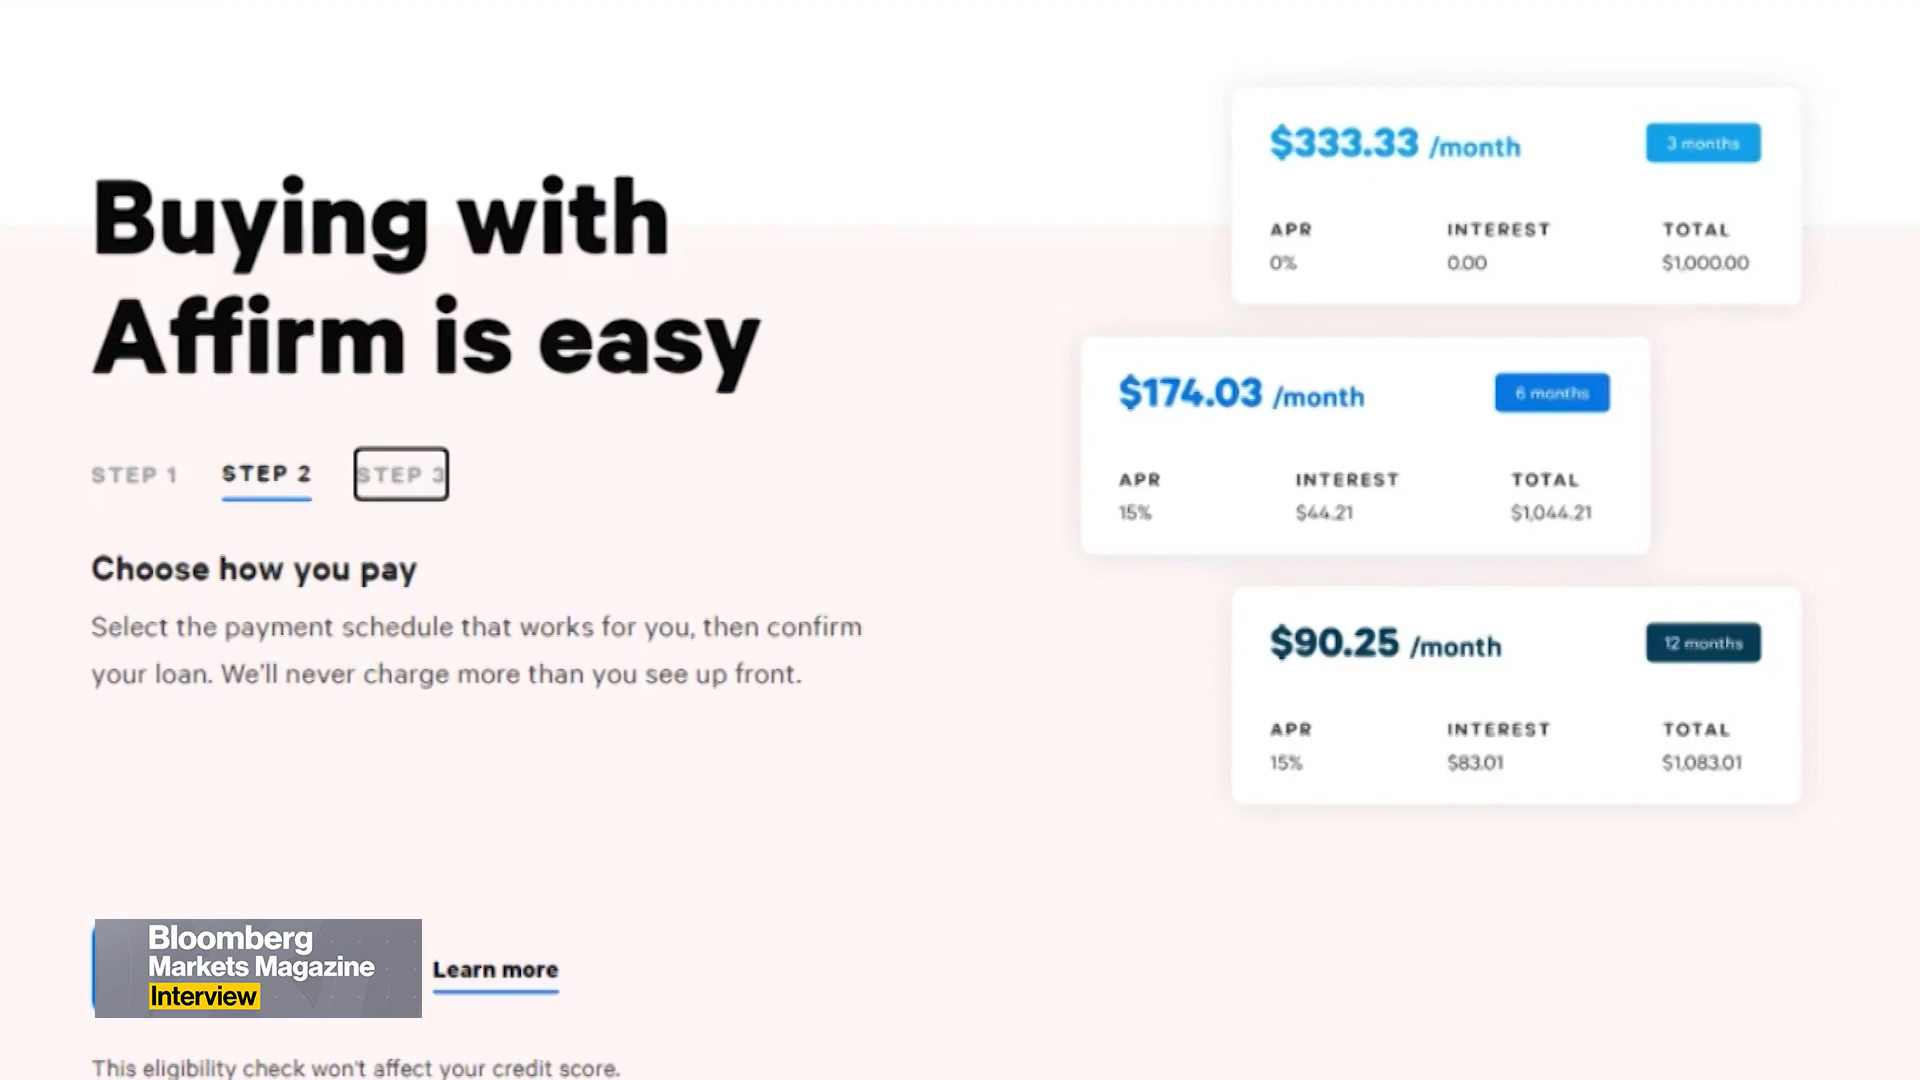 Buying with
Affirm is easy
STEP 1 STEP 2 STEP 3
Choose how you pay
Select the payment schedule that works for you, then confirm
your loan. We'll never charge more than you see up front.
$333.33 /month 3 months
APR INTEREST TOTAL
0% 0.00 $1,000.00
$174.03 /month 6 months
APR INTEREST TOTAL
15% $44.21 $1,044.21
$90.25 /month 12 months
APR INTEREST TOTAL
15% $83.01 $1,083.01
Bloomberg
Markets Magazine
Interview
Learn more
This eligibility check won't affect your credit score.